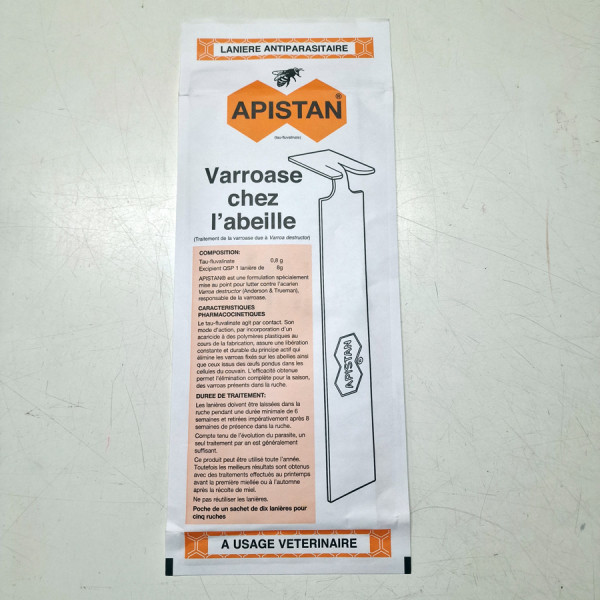 LANIERE ANTIPARASITAIRE
APISTAN®
(tau-fluvalinate)
Varroase
chez
l'abeille
(Traitement de la varroase due à Varroa destructor)
COMPOSITION:
Tau-fluvalinate 0,8 g
Excipient QSP 1 lanière de 8g
APISTAN® est une formulation spécialement
mise au point pour lutter contre l'acarien
Varroa destructor (Anderson & Trueman),
responsable de la varroase.
CARACTERISTIQUES
PHARMACOCINETIQUES
Le tau-fluvalinate agit par contact. Son
mode d'action, par incorporation d'un
acaricide à des polymères plastiques au
cours de la fabrication, assure une libération
constante et durable du principe actif qui
élimine les varroas fixés sur les abeilles ainsi
que ceux issus des œufs pondus dans les
cellules du couvain. L'efficacité obtenue
permet l'élimination complète pour la saison,
des varroas présents dans la ruche.
DUREE DE TRAITEMENT:
Les lanières doivent être laissées dans la
ruche pendant une durée minimale de 6
semaines et retirées impérativement après 8
semaines de présence dans la ruche.
Compte tenu de l'évolution du parasite, un
seul traitement par an est généralement
suffisant.
Ce produit peut être utilisé toute l'année.
Toutefois les meilleurs résultats sont obtenus
avec des traitements effectués au printemps
avant la première miellée ou à l'automne
après la récolte de miel.
Ne pas réutiliser les lanières.
Poche de un sachet de dix lanières pour
cinq ruches
APISTAN®
A USAGE VETERINAIRE